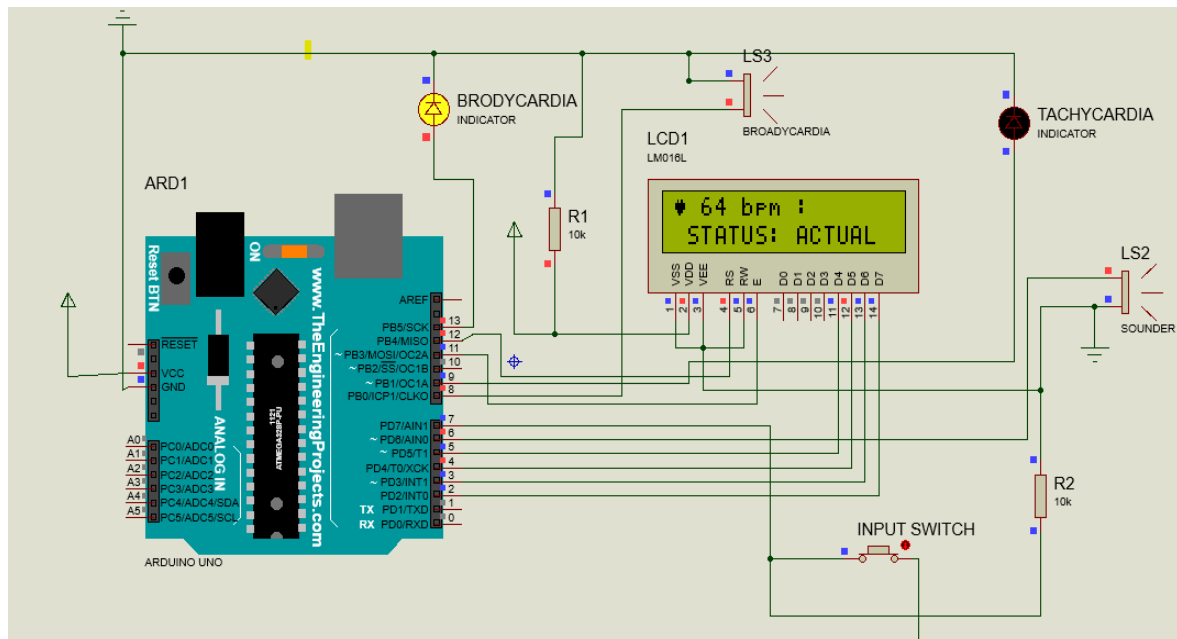 LS3
BROADYCARDIA
BRODYCARDIA
INDICATOR
TACHYCARDIA
INDICATOR
LCD1
LM016L
64 bpm :
STATUS: ACTUAL
VSS
VDD
VEE
RS
RW
E
D0
D1
D2
D3
D4
D5
D6
D7
1
2
3
4
5
6
7
8
9
10
11
12
13
14
ARD1
R1
10k
LS2
SOUNDER
Reset BTN
ON
www.TheEngineeringProjects.com
AREF
PB5/SCK 13
PB4/MISO 12
~ PB3/MOSI/OC2A 11
~ PB2/SS/OC1B 10
~ PB1/OC1A 9
PB0/ICP1/CLKO 8
RESET
VCC
GND
ANALOG IN
1121
ATMEGA328P-PU
PD7/AIN1 7
~ PD6/AIN0 6
~ PD5/T1 5
PD4/T0/XCK 4
~ PD3/INT1 3
PD2/INT0 2
TX PD1/TXD 1
RX PD0/RXD 0
A0 PC0/ADC0
A1 PC1/ADC1
A2 PC2/ADC2
A3 PC3/ADC3
A4 PC4/ADC4/SDA
A5 PC5/ADC5/SCL
ARDUINO UNO
R2
10k
INPUT SWITCH